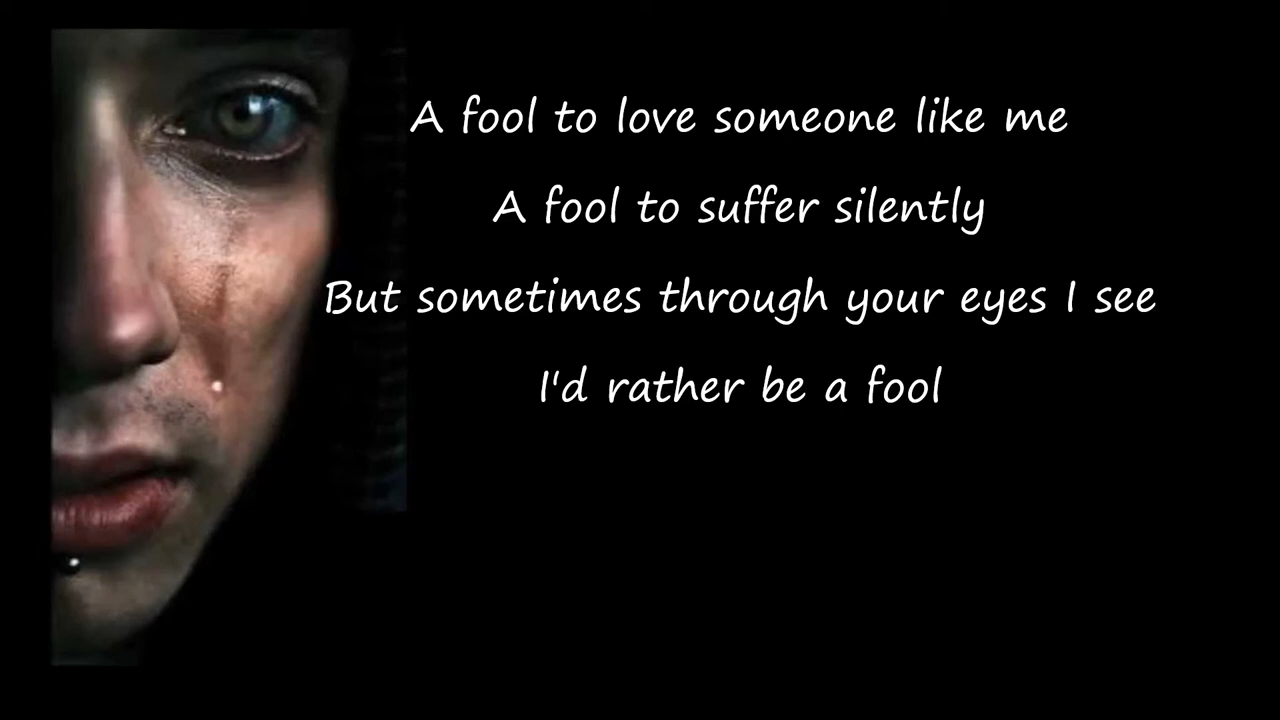 A fool to love someone like me
A fool to suffer silently
But sometimes through your eyes I see
I'd rather be a fool